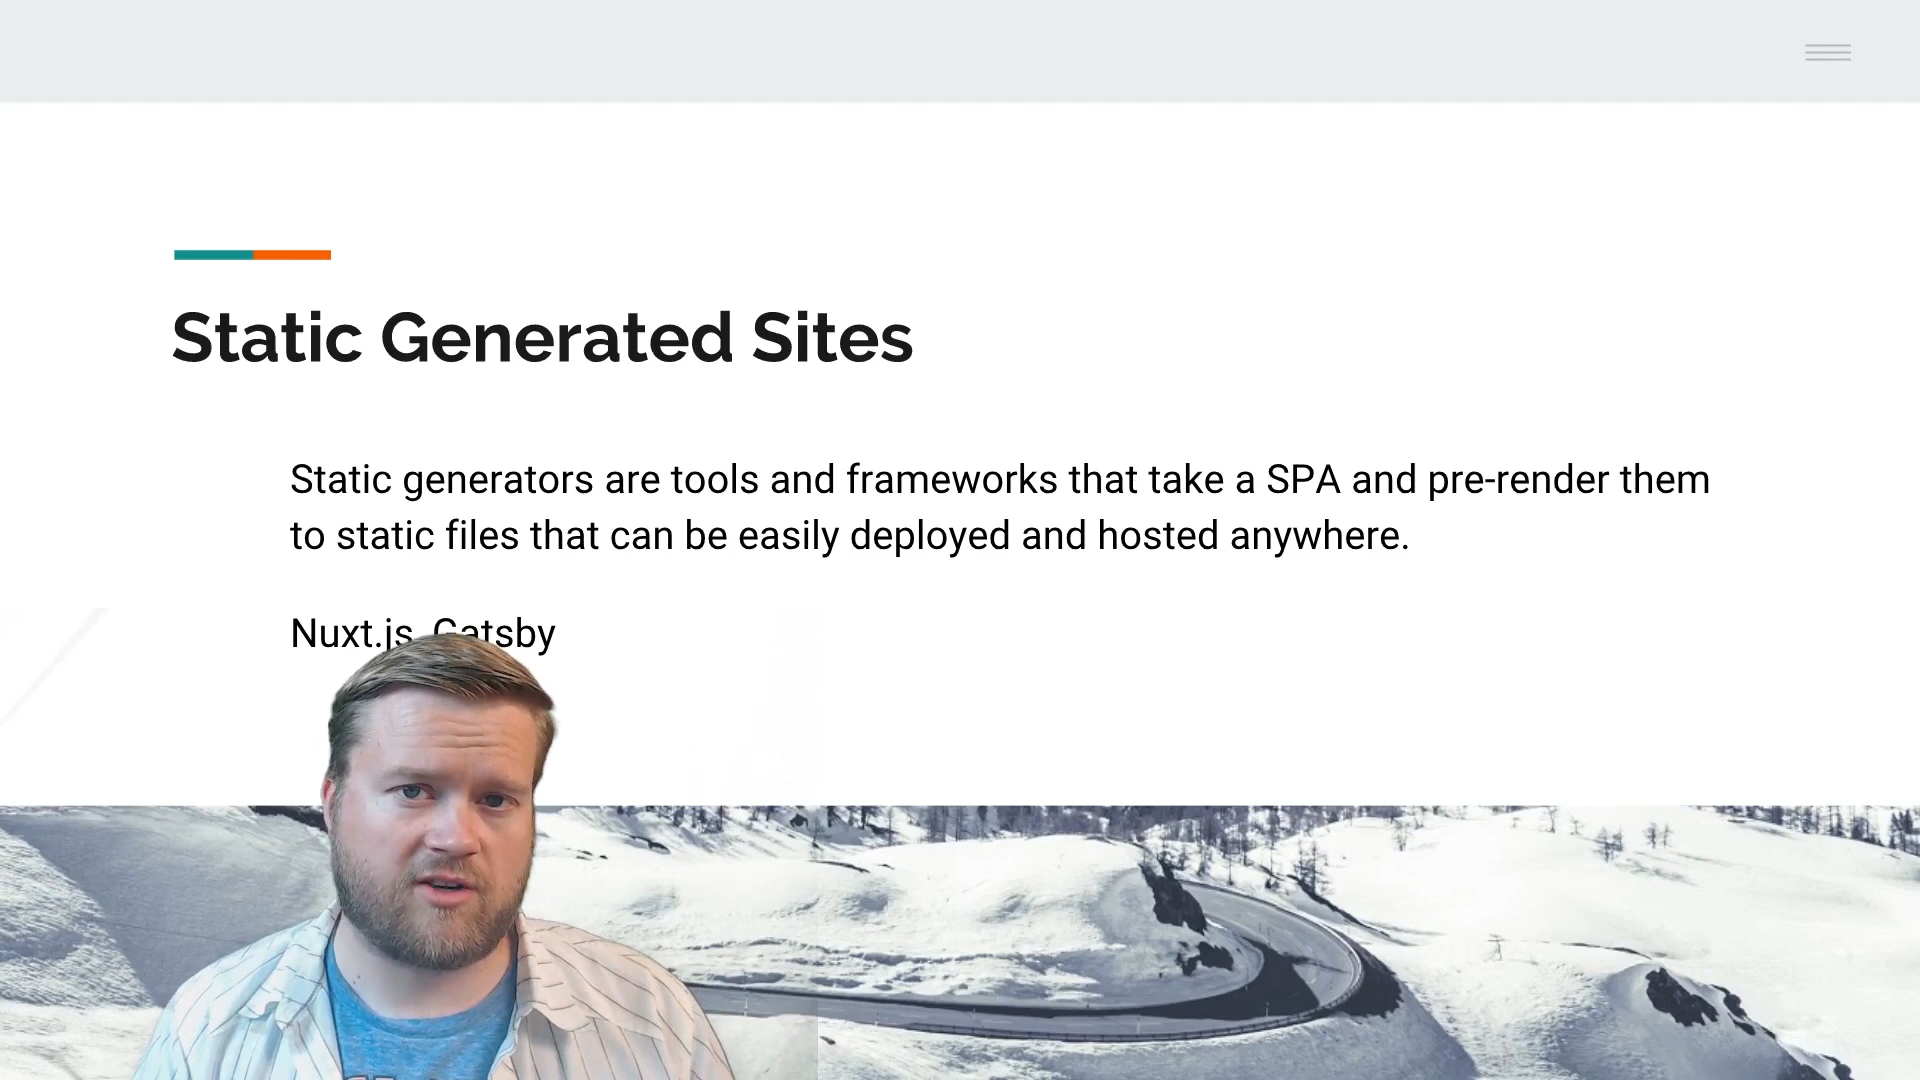 Static Generated Sites
Static generators are tools and frameworks that take a SPA and pre-render them
to static files that can be easily deployed and hosted anywhere.
Nuxt.js, Gatsby